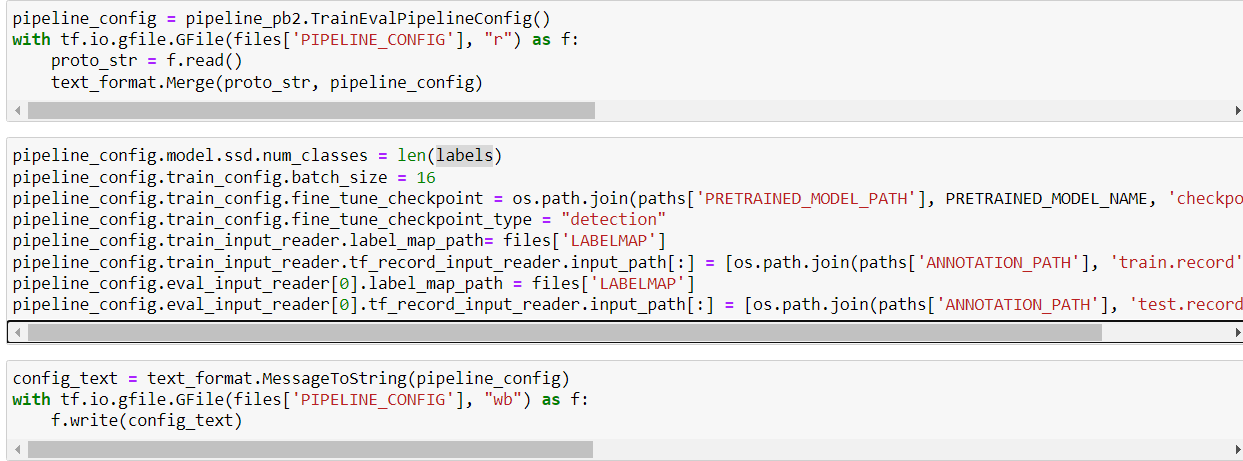 pipeline_config = pipeline_pb2.TrainEvalPipelineConfig()
with tf.io.gfile.GFile(files['PIPELINE_CONFIG'], "r") as f:
    proto_str = f.read()
    text_format.Merge(proto_str, pipeline_config)
pipeline_config.model.ssd.num_classes = len(labels)
pipeline_config.train_config.batch_size = 16
pipeline_config.train_config.fine_tune_checkpoint = os.path.join(paths['PRETRAINED_MODEL_PATH'], PRETRAINED_MODEL_NAME, 'checkpo
pipeline_config.train_config.fine_tune_checkpoint_type = "detection"
pipeline_config.train_input_reader.label_map_path= files['LABELMAP']
pipeline_config.train_input_reader.tf_record_input_reader.input_path[:] = [os.path.join(paths['ANNOTATION_PATH'], 'train.record'
pipeline_config.eval_input_reader[0].label_map_path = files['LABELMAP']
pipeline_config.eval_input_reader[0].tf_record_input_reader.input_path[:] = [os.path.join(paths['ANNOTATION_PATH'], 'test.record
config_text = text_format.MessageToString(pipeline_config)
with tf.io.gfile.GFile(files['PIPELINE_CONFIG'], "wb") as f:
    f.write(config_text)